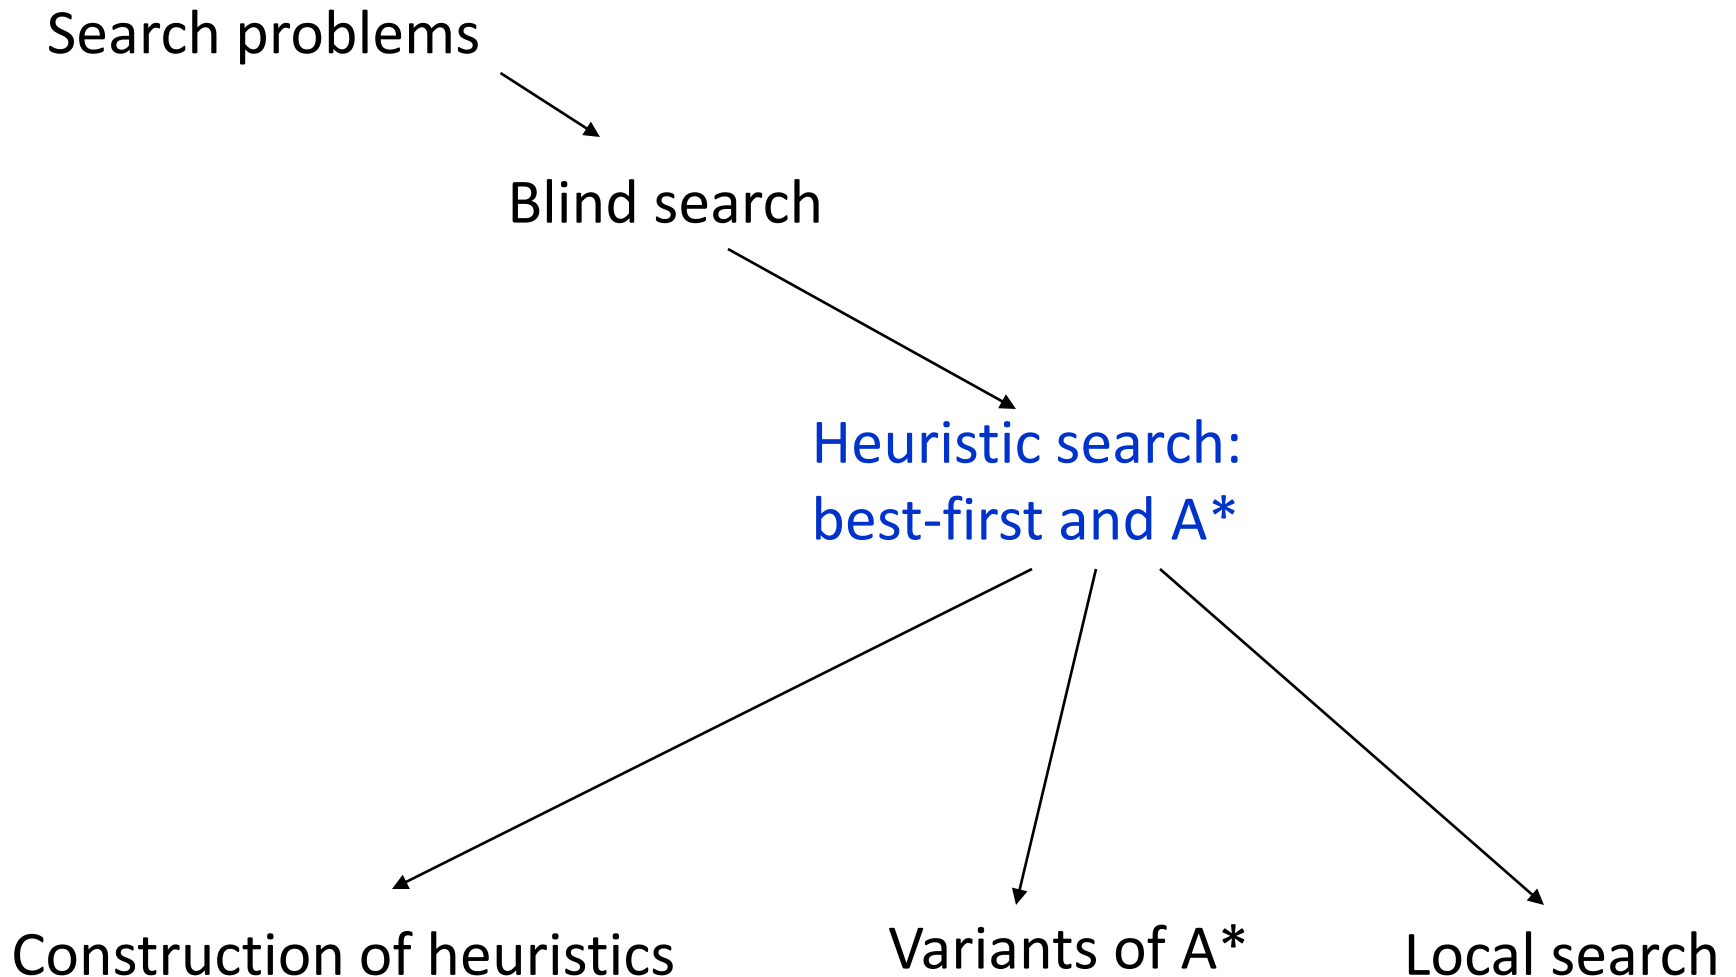 Search problems
Blind search
Heuristic search:
best-first and A*
Construction of heuristics
Variants of A*
Local search